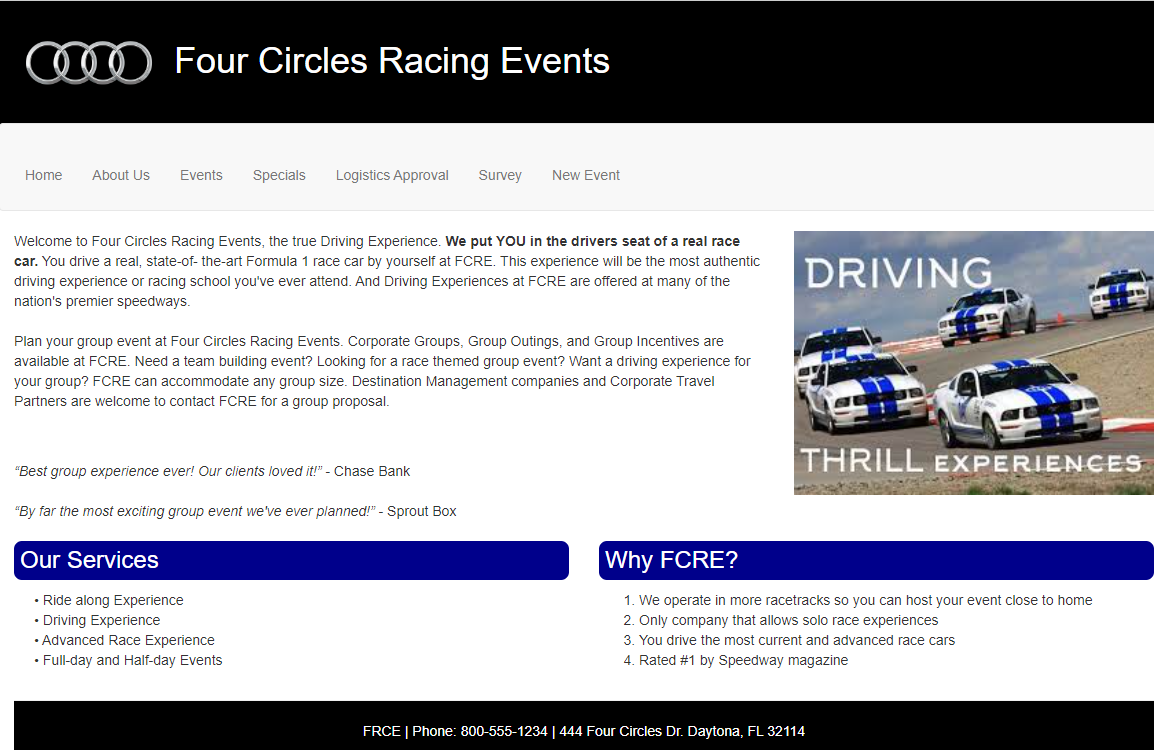 Four Circles Racing Events
Home About Us Events Specials Logistics Approval Survey New Event
Welcome to Four Circles Racing Events, the true Driving Experience. We put YOU in the drivers seat of a real race
car. You drive a real, state-of- the-art Formula 1 race car by yourself at FCRE. This experience will be the most authentic
driving experience or racing school you've ever attend. And Driving Experiences at FCRE are offered at many of the
nation's premier speedways.
Plan your group event at Four Circles Racing Events. Corporate Groups, Group Outings, and Group Incentives are
available at FCRE. Need a team building event? Looking for a race themed group event? Want a driving experience for
your group? FCRE can accommodate any group size. Destination Management companies and Corporate Travel
Partners are welcome to contact FCRE for a group proposal.
“Best group experience ever! Our clients loved it!” - Chase Bank
“By far the most exciting group event we've ever planned!” - Sprout Box
DRIVING
THRILL EXPERIENCES
Our Services
• Ride along Experience
• Driving Experience
• Advanced Race Experience
• Full-day and Half-day Events
Why FCRE?
1. We operate in more racetracks so you can host your event close to home
2. Only company that allows solo race experiences
3. You drive the most current and advanced race cars
4. Rated #1 by Speedway magazine
FRCE | Phone: 800-555-1234 | 444 Four Circles Dr. Daytona, FL 32114